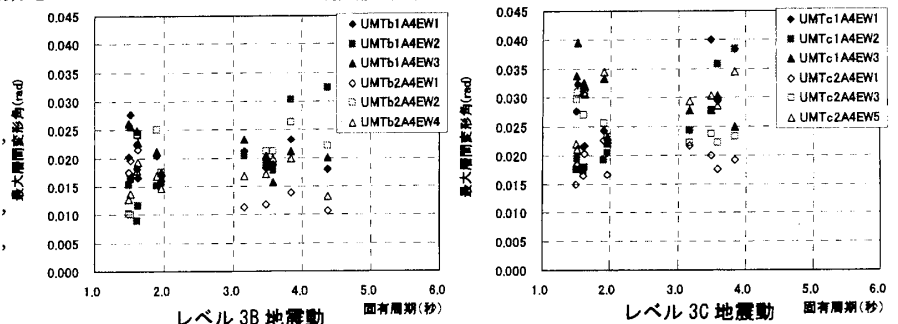 0.045
0.040
0.035
0.030
0.025
0.020
0.015
0.010
0.005
0.000
最大層間変形角(rad)
1.0 2.0 3.0 4.0 5.0 6.0
◆ UMTb1A4EW1
■ UMTb1A4EW2
▲ UMTb1A4EW3
◇ UMTb2A4EW1
□ UMTb2A4EW2
△ UMTb2A4EW4
レベル 3B 地震動
固有周期(秒)
,
,
0.045
0.040
0.035
0.030
0.025
0.020
0.015
0.010
0.005
0.000
最大層間変形角(rad)
1.0 2.0 3.0 4.0 5.0 6.0
◆ UMTc1A4EW1
■ UMTc1A4EW2
▲ UMTc1A4EW3
◇ UMTc2A4EW1
□ UMTc2A4EW3
△ UMTc2A4EW5
レベル 3C 地震動
固有周期(秒)